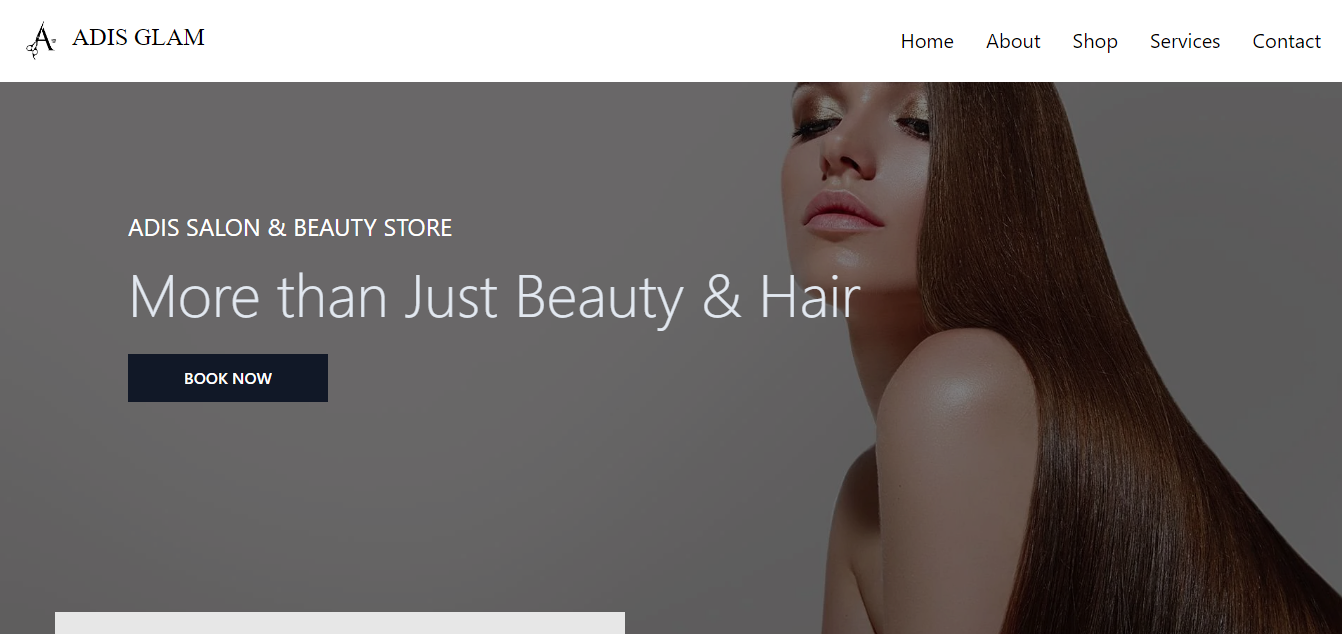 ADIS GLAM
Home About Shop Services Contact
ADIS SALON & BEAUTY STORE
More than Just Beauty & Hair
BOOK NOW